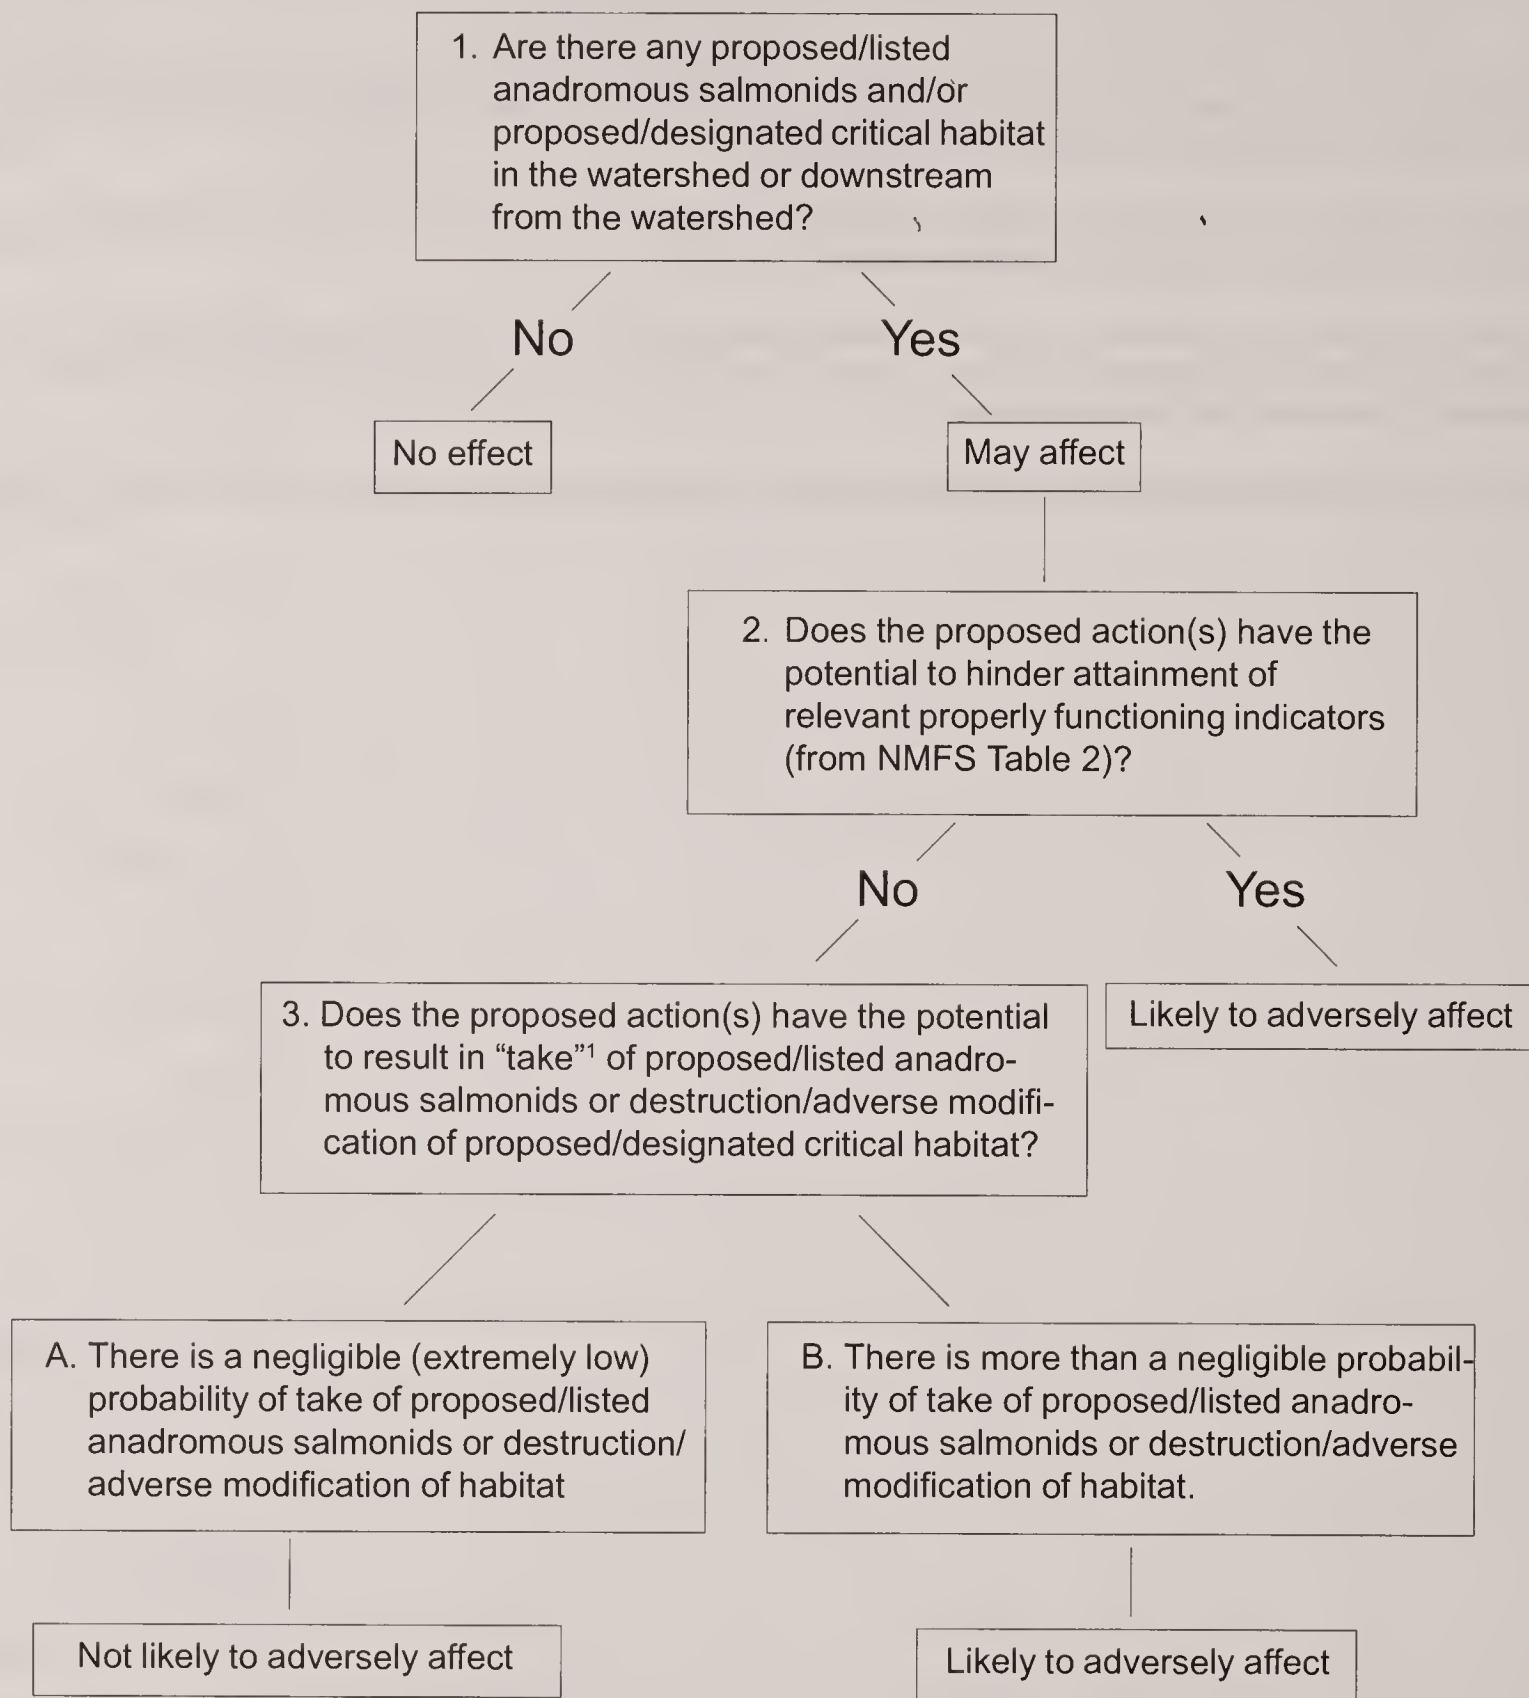 1. Are there any proposed/listed
anadromous salmonids and/or
proposed/designated critical habitat
in the watershed or downstream
from the watershed?
No
Yes
No effect
May affect
2. Does the proposed action(s) have the
potential to hinder attainment of
relevant properly functioning indicators
(from NMFS Table 2)?
No
Yes
3. Does the proposed action(s) have the potential
to result in “take”¹ of proposed/listed anadro-
mous salmonids or destruction/adverse modifi-
cation of proposed/designated critical habitat?
Likely to adversely affect
A. There is a negligible (extremely low)
probability of take of proposed/listed
anadromous salmonids or destruction/
adverse modification of habitat
B. There is more than a negligible probabil-
ity of take of proposed/listed anadro-
mous salmonids or destruction/adverse
modification of habitat.
Not likely to adversely affect
Likely to adversely affect